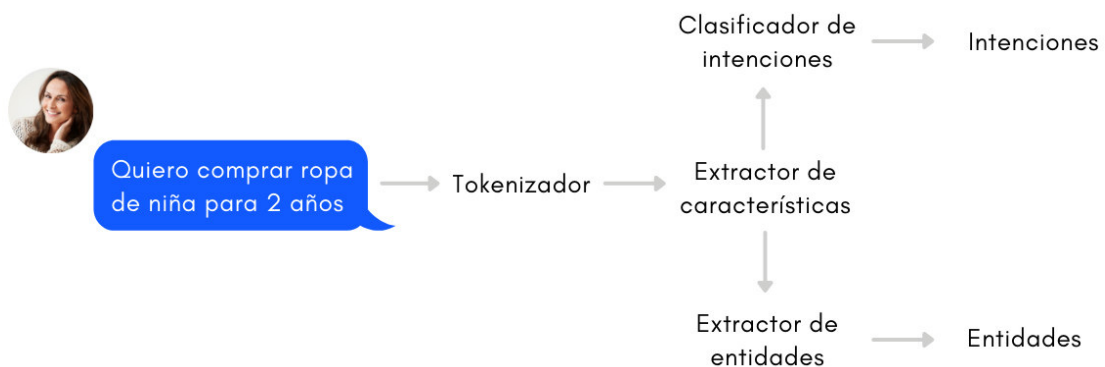 Clasificador de
intenciones
Intenciones
Quiero comprar ropa
de niña para 2 años
Tokenizador
Extractor de
características
Extractor de
entidades
Entidades